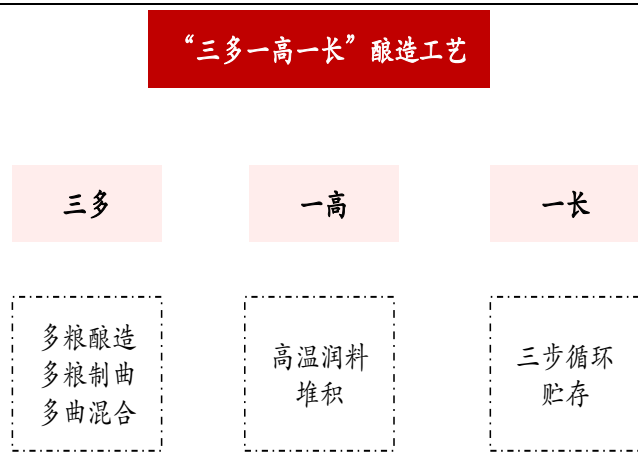 “三多一高一长”酿造工艺
三多
一高
一长
多粮酿造
多粮制曲
多曲混合
高温润料
堆积
三步循环
贮存